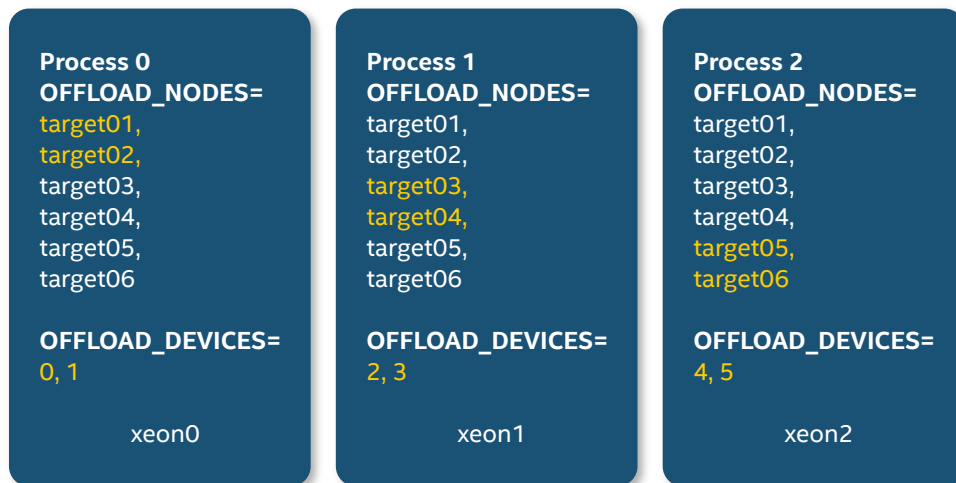 Process 0
OFFLOAD_NODES=
target01,
target02,
target03,
target04,
target05,
target06
OFFLOAD_DEVICES=
0, 1
xeon0
Process 1
OFFLOAD_NODES=
target01,
target02,
target03,
target04,
target05,
target06
OFFLOAD_DEVICES=
2, 3
xeon1
Process 2
OFFLOAD_NODES=
target01,
target02,
target03,
target04,
target05,
target06
OFFLOAD_DEVICES=
4, 5
xeon2